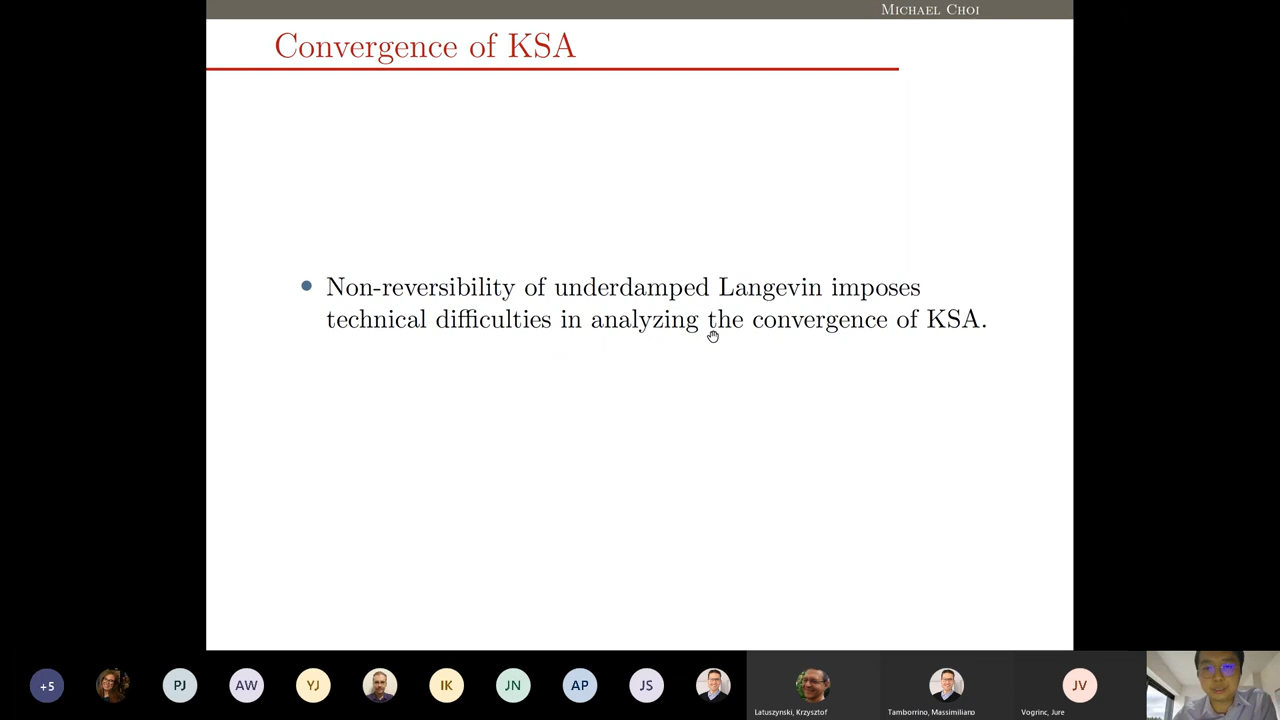 MICHAEL CHOI
Convergence of KSA
Non-reversibility of underdamped Langevin imposes
technical difficulties in analyzing the convergence of KSA.
+5
PJ
AW
YJ
IK
JN
AP
JS
JV
Latuszynski, Krzysztof
Tamborrino, Massimiliano
Vogrinc, Jure